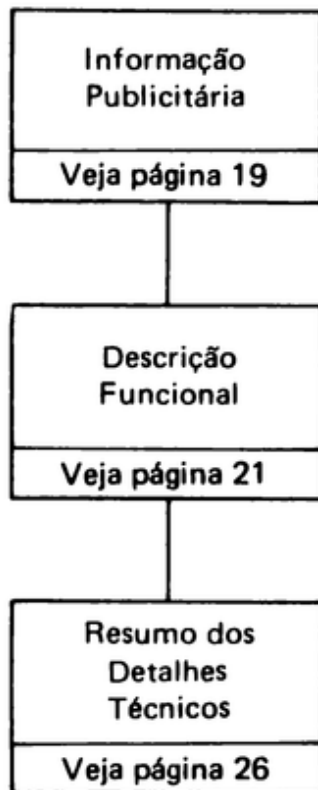 Informação
Publicitária
Veja página 19
Descrição
Funcional
Veja página 21
Resumo dos
Detalhes
Técnicos
Veja página 26